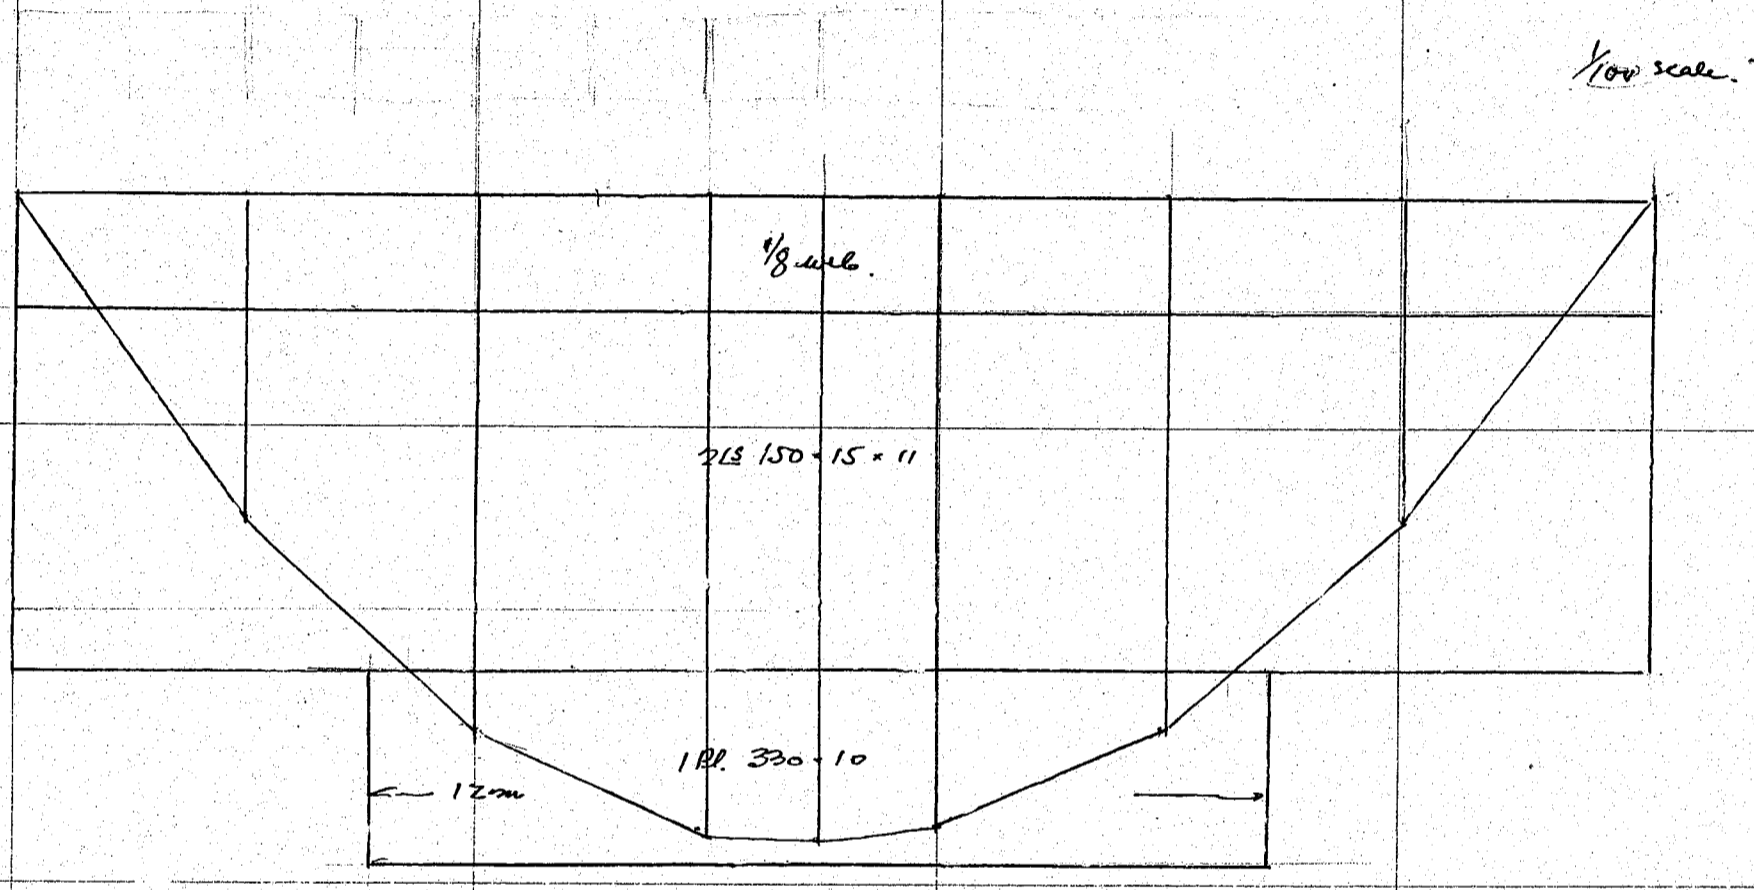 1/100 scale.
1/8 web.
2Ls 150 × 15 × 11
1 Pl. 330 × 10
12m